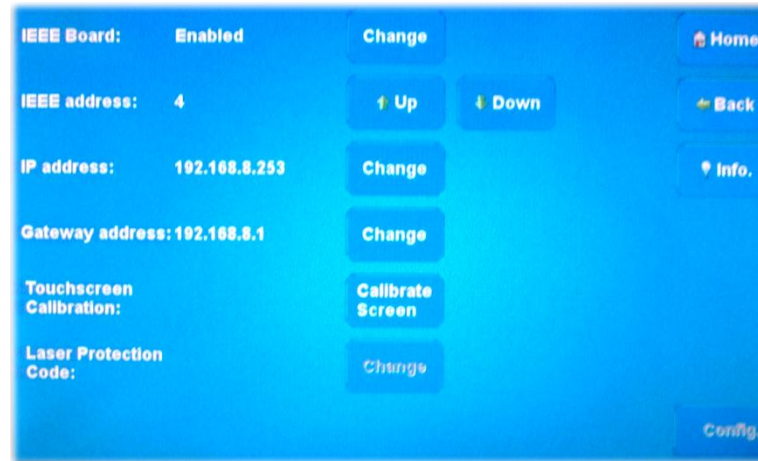 IEEE Board: Enabled Change Home
IEEE address: 4 Up Down Back
IP address: 192.168.8.253 Change Info.
Gateway address: 192.168.8.1 Change
Touchscreen
Calibration:
Calibrate
Screen
Laser Protection
Code:
Change
Config.